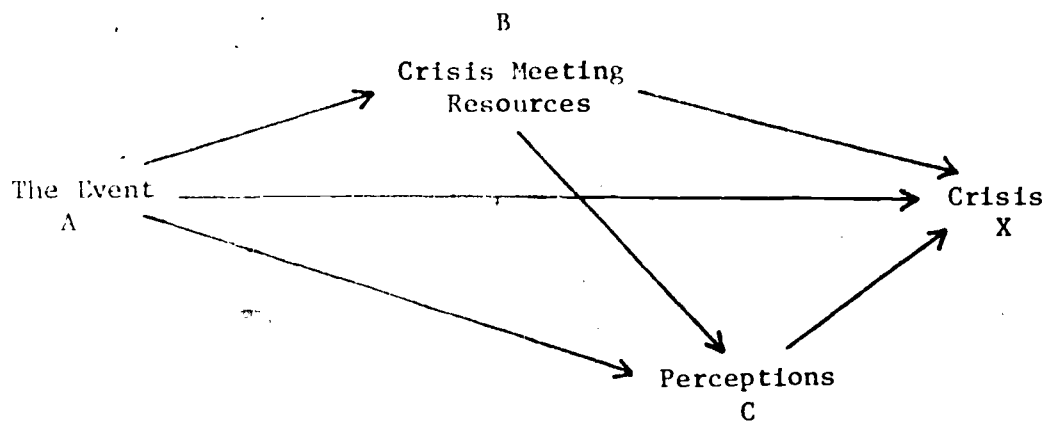 B
Crisis Meeting
Resources
The Event
A
Crisis
X
Perceptions
C